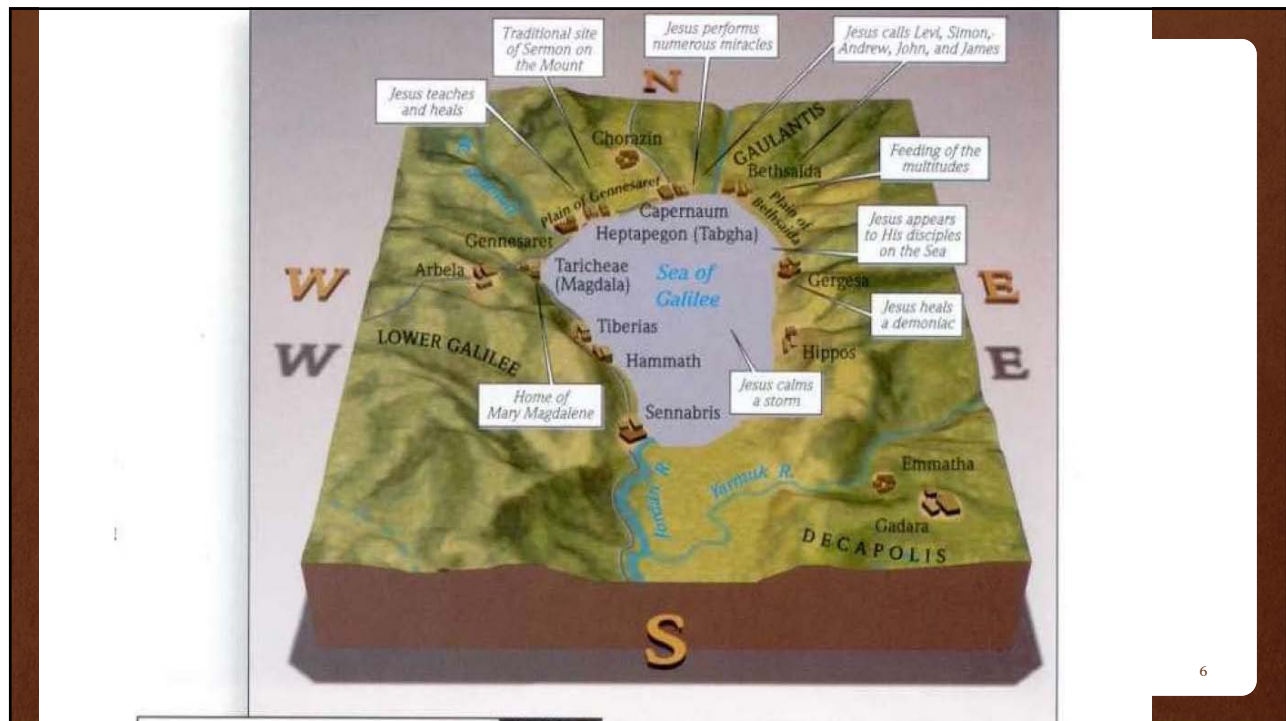 Traditional site
of Sermon on
the Mount
Jesus performs
numerous miracles
Jesus calls Levi, Simon,
Andrew, John, and James
Jesus teaches
and heals
N
Chorazin
GAULANTIS
Bethsaida
Feeding of the
multitudes
Plain of Gennesaret
Plain of
Bethsaida
Capernaum
Heptapegon (Tabgha)
Gennesaret
Jesus appears
to His disciples
on the Sea
Arbela
Taricheae
(Magdala)
Sea of
Galilee
Gergesa
W
E
Jesus heals
a demoniac
Tiberias
LOWER GALILEE
Hammath
Hippos
W
E
Home of
Mary Magdalene
Jesus calms
a storm
Sennabris
Emmatha
Jordan R.
Yarmuk R.
Gadara
DECAPOLIS
S
6